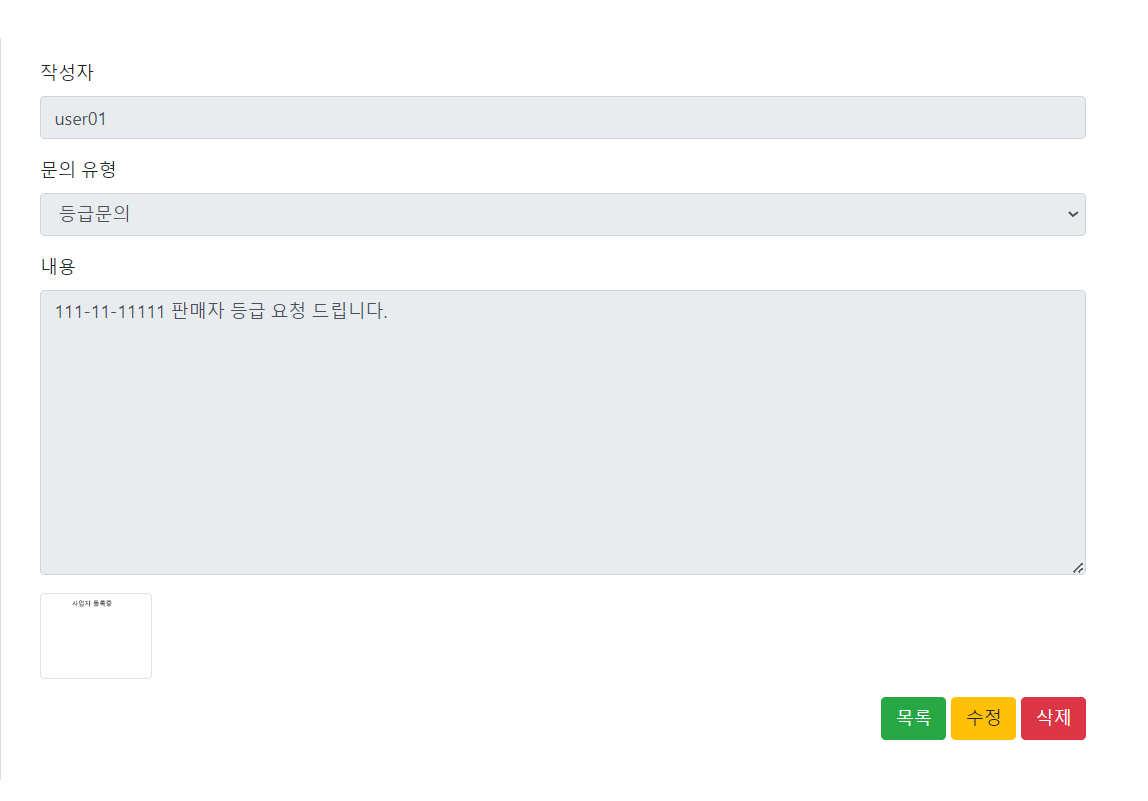 작성자
user01
문의 유형
등급문의
내용
111-11-11111 판매자 등급 요청 드립니다.
사업자 등록증
목록 수정 삭제